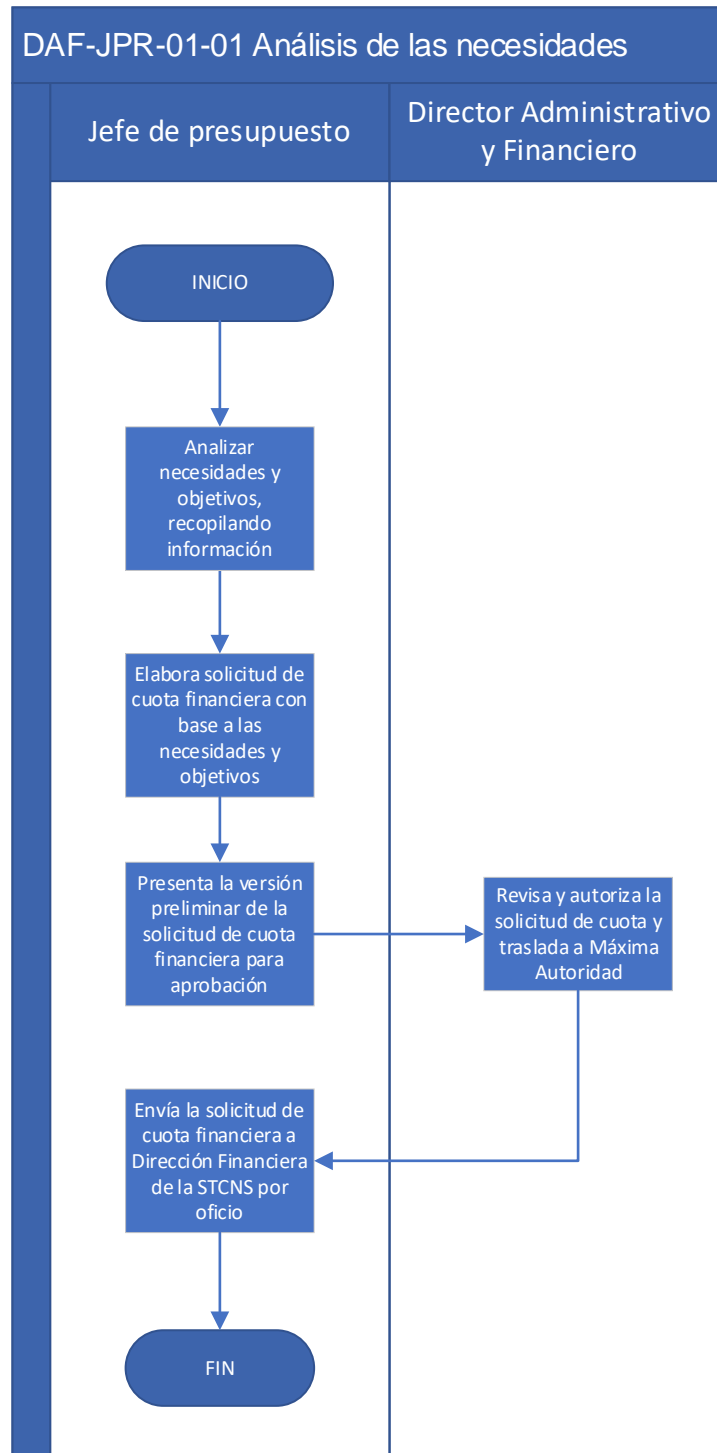 DAF-JPR-01-01 Análisis de las necesidades
Jefe de presupuesto
Director Administrativo
y Financiero
INICIO
Analizar
necesidades y
objetivos,
recopilando
información
Elabora solicitud de
cuota financiera con
base a las
necesidades y
objetivos
Presenta la versión
preliminar de la
solicitud de cuota
financiera para
aprobación
Revisa y autoriza la
solicitud de cuota y
traslada a Máxima
Autoridad
Envía la solicitud de
cuota financiera a
Dirección Financiera
de la STCNS por
oficio
FIN